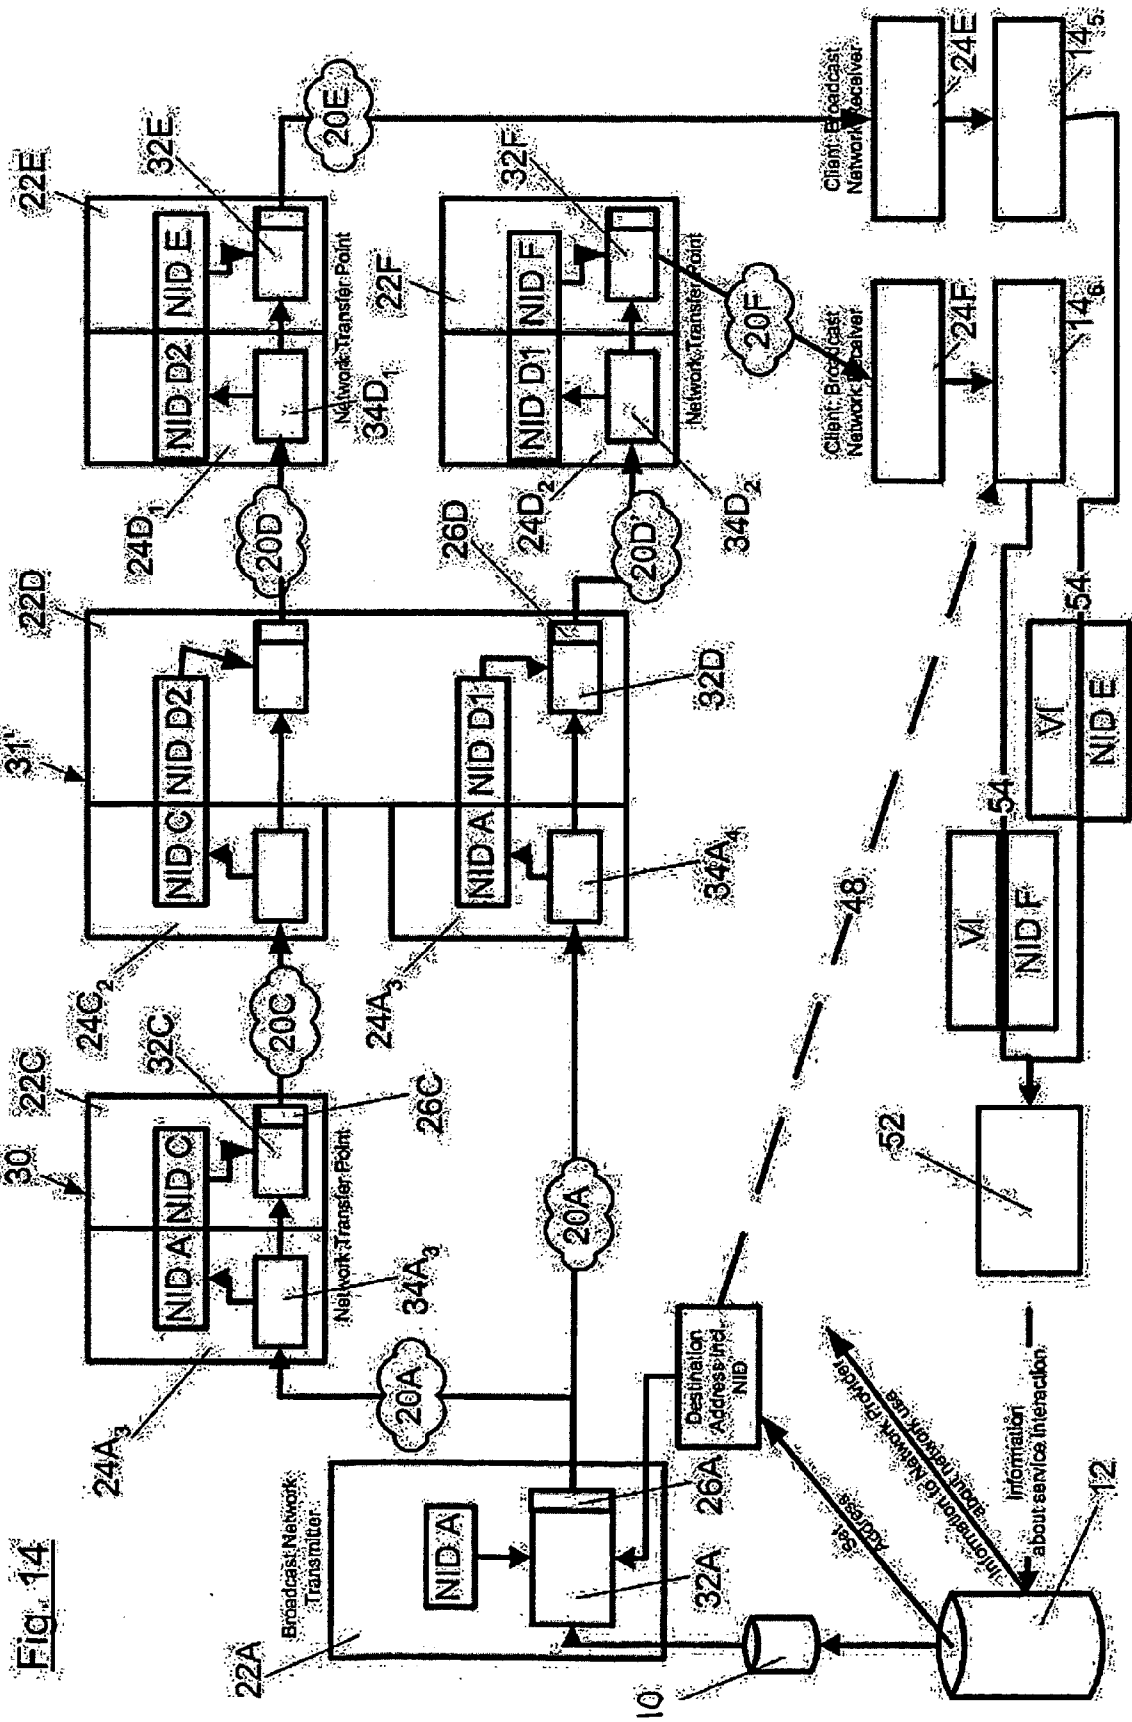 Fig. 14
22A
Broadcast Network
Transmitter
NID A
32A
26A
10
12
Set
Address
Destination
Address incl.
NID
Information to Network Provider
about network use
Information
about service interaction
48
52
20A
20A
30
22C
24A3
NID A
NID C
32C
34A3
26C
Network Transfer Point
20C
31'
22D
24C2
NID C
NID D2
24A3
NID A
NID D1
34A4
32D
26D
20D
20D'
22E
24D1
NID D2
NID E
32E
34D1
Network Transfer Point
20E
22F
24D2
NID D1
NID F
32F
34D2
Network Transfer Point
20F
Client: Broadcast
Network Receiver
24E
145
Client: Broadcast
Network Receiver
24F
146
54
VI
NID F
54
VI
NID E